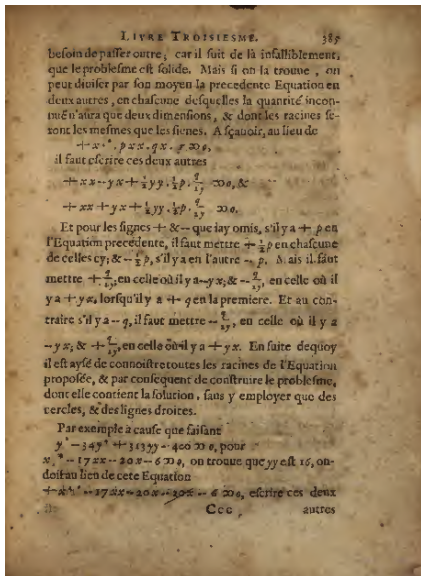 LIVRE TROISIESME. 385
besoin de passer outre; car il suit de là infalliblement,
que le problesme est solide. Mais si on la trouue, on
peut diuiser par son moyen la precedente Equation en
deux autres, en chascune desquelles la quantité incon-
nuë n'aura que deux dimensions, & dont les racines se-
ront les mesmes que les sienes. A sçauoir, au lieu de
+x⁴*.pxx.qx.r ∞ 0,
il faut escrire ces deux autres
+xx--yx+½yy.½p.q/2y ∞ 0, &
+xx+yx+½yy.½p.q/2y ∞ 0.
Et pour les signes + & -- que iay omis, s'il y a + p en
l'Equation precedente, il faut mettre +½p en chascune
de celles cy; & --½p, s'il y a en l'autre -- p. Mais il faut
mettre +q/2y, en celle où il y a--yx; & --q/2y, en celle où il
y a +yx, lorsqu'il y a + q en la premiere. Et au con-
traire s'il y a -- q, il faut mettre --q/2y, en celle où il y a
--yx; & +q/2y, en celle où il y a +yx. En suite dequoy
il est aysé de connoistre toutes les racines de l'Equation
proposée, & par consequent de construire le problesme,
dont elle contient la solution, sans y employer que des
cercles, & des lignes droites.
Par exemple a cause que faisant
y⁶--34y⁴+313yy--400 ∞ 0, pour
x⁴*--17xx--20x--6 ∞ 0, on trouue que yy est 16, on
doit au lieu de cete Equation
+x⁴*--17xx--20x--6 ∞ 0, escrire ces deux
Ccc autres